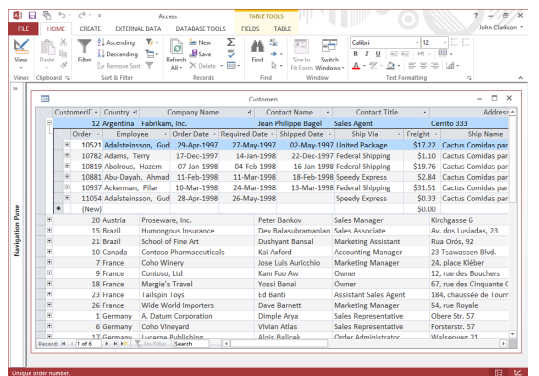 Access
TABLE TOOLS
FILE HOME CREATE EXTERNAL DATA DATABASE TOOLS FIELDS TABLE
John Clarkson
View Paste Filter Ascending Descending Remove Sort Refresh All New Save Delete Find Size to Fit Form Switch Windows Calibri 12
Views Clipboard Sort & Filter Records Find Window Text Formatting
Customers
CustomerID Country Company Name Contact Name Contact Title Address
12 Argentina Fabrikam, Inc. Jean Philippe Bagel Sales Agent Cerrito 333
Order Employee Order Date Required Date Shipped Date Ship Via Freight Ship Name
10521 Adalsteinsson, Gud 29-Apr-1997 27-May-1997 02-May-1997 United Package $17.22 Cactus Comidas par
10782 Adams, Terry 17-Dec-1997 14-Jan-1998 22-Dec-1997 Federal Shipping $1.10 Cactus Comidas par
10819 Abolrous, Hazem 07 Jan 1998 04 Feb 1998 16 Jan 1998 Federal Shipping $19.76 Cactus Comidas par
10881 Abu-Dayah, Ahmad 11-Feb-1998 11-Mar-1998 18-Feb-1998 Speedy Express $2.84 Cactus Comidas par
10937 Ackerman, Pilar 10-Mar-1998 24-Mar-1998 13-Mar-1998 Federal Shipping $31.51 Cactus Comidas par
11054 Adalsteinsson, Gud 28-Apr-1998 26-May-1998 Speedy Express $0.33 Cactus Comidas par
(New) $0.00
20 Austria Proseware, Inc. Peter Bankov Sales Manager Kirchgasse 6
15 Brazil Humongous Insurance Dev Balasubramanian Sales Associate Av. dos Lusíadas, 23
21 Brazil School of Fine Art Dushyant Bansal Marketing Assistant Rua Orós, 92
10 Canada Contoso Pharmaceuticals Kai Axford Accounting Manager 23 Tsawassen Blvd.
7 France Coho Winery Jose Luis Auricchio Marketing Manager 24, place Kléber
9 France Contoso, Ltd Kam Foo Aw Owner 12, rue des Bouchers
18 France Margie's Travel Yossi Banai Owner 67, rue des Cinquante
23 France Tailspin Toys Ed Banti Assistant Sales Agent 184, chaussée de Tourn
26 France Wide World Importers Dave Barnett Marketing Manager 54, rue Royale
1 Germany A. Datum Corporation Dimple Arya Sales Representative Obere Str. 57
6 Germany Coho Vineyard Vivian Atlas Sales Representative Forsterstr. 57
17 Germany Lucerne Publishing Alois Balicek Order Administrator Walserweg 21
Record: 1 of 6 No Filter Search
Navigation Pane
Unique order number.